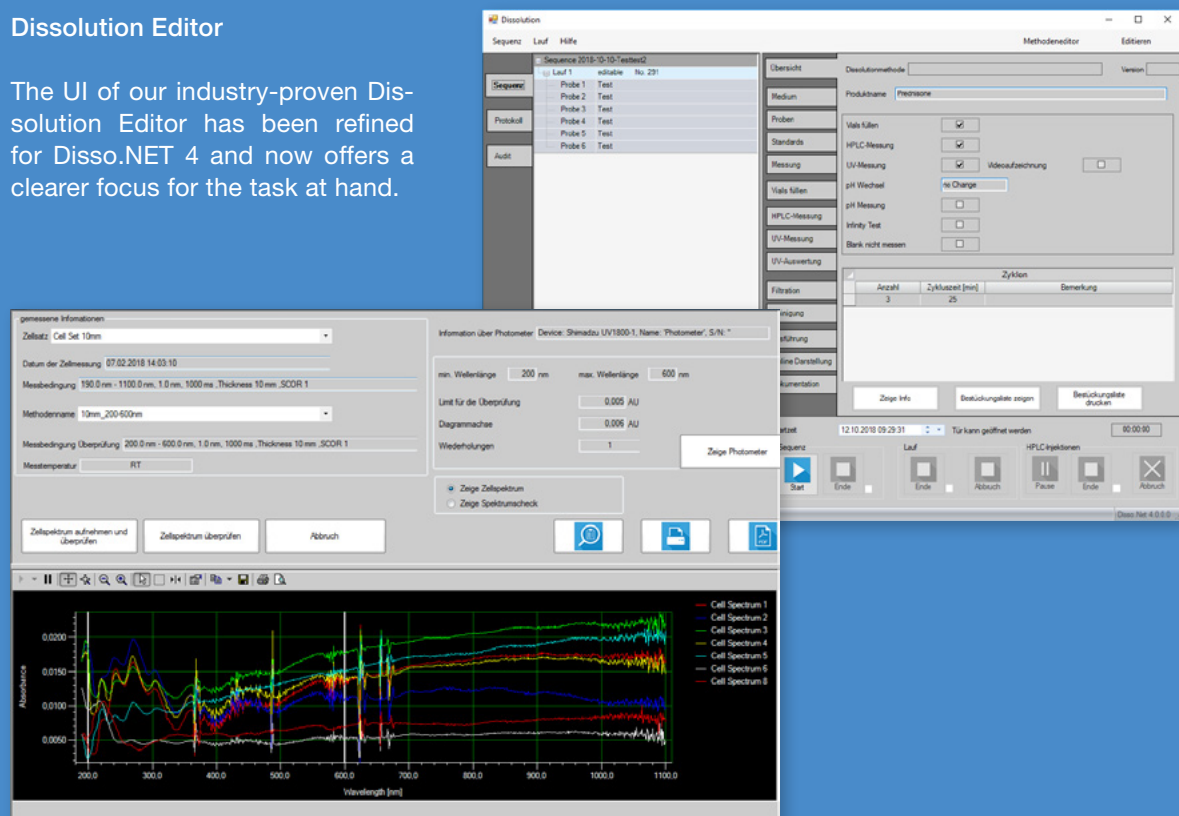 Dissolution Editor
The UI of our industry-proven Dis-
solution Editor has been refined
for Disso.NET 4 and now offers a
clearer focus for the task at hand.
Dissolution
Sequenz Lauf Hilfe
Methodeneditor Editieren
Sequenz
Protokoll
Audit
Sequence 2018-10-10-Testtest2
Lauf 1 editable No. 291
Probe 1 Test
Probe 2 Test
Probe 3 Test
Probe 4 Test
Probe 5 Test
Probe 6 Test
Übersicht
Medium
Proben
Standards
Messung
Vials füllen
HPLC-Messung
UV-Messung
UV-Auswertung
Filtration
inigung
sführung
line Darstellung
kumentation
Dissolutionmethode Version
Produktname Prednisone
Vials füllen
HPLC-Messung
UV-Messung Videoaufzeichnung
pH Wechsel no Change
pH Messung
Infinity Test
Blank nicht messen
Zyklen
Anzahl Zykluszeit [min] Bemerkung
3 25
Zeige Info Bestückungsliste zeigen Bestückungsliste
drucken
etzet 12.10.2018 09:29:31 Tür kann geöffnet werden 00:00:00
equenz Lauf HPLC-Injektionen
Start Ende Ende Abbruch Pause Ende Abbruch
Disso.Net 4.0.0.0
gemessene Infomationen
Zellsatz Cell Set 10mm
Datum der Zellmessung 07.02.2018 14:03:10
Messbedingung 190.0 nm - 1100.0 nm, 1.0 nm, 1000 ms ,Thickness 10 mm ,SCOR 1
Methodenname 10mm_200-600nm
Messbedingung Überprüfung 200.0 nm - 600.0 nm, 1.0 nm, 1000 ms ,Thickness 10 mm ,SCOR 1
Messtemperatur RT
Infomation über Photometer Device: Shimadzu UV1800-1, Name: 'Photometer', S/N: ''
min. Wellenlänge 200 nm max. Wellenlänge 600 nm
Limt für die Überprüfung 0,005 AU
Diagrammachse 0,006 AU
Wiederholungen 1
Zeige Photometer
Zeige Zellspektrum
Zeige Spektrumscheck
Zellspektrum aufnehmen und
überprüfen
Zellspektrum überprüfen
Abbruch
PDF
Cell Spectrum 1
Cell Spectrum 2
Cell Spectrum 3
Cell Spectrum 4
Cell Spectrum 5
Cell Spectrum 6
Cell Spectrum 8
Absorbance
0,0200
0,0150
0,0100
0,0050
200,0 300,0 400,0 500,0 600,0 700,0 800,0 900,0 1000,0 1100,0
Wavelength [nm]